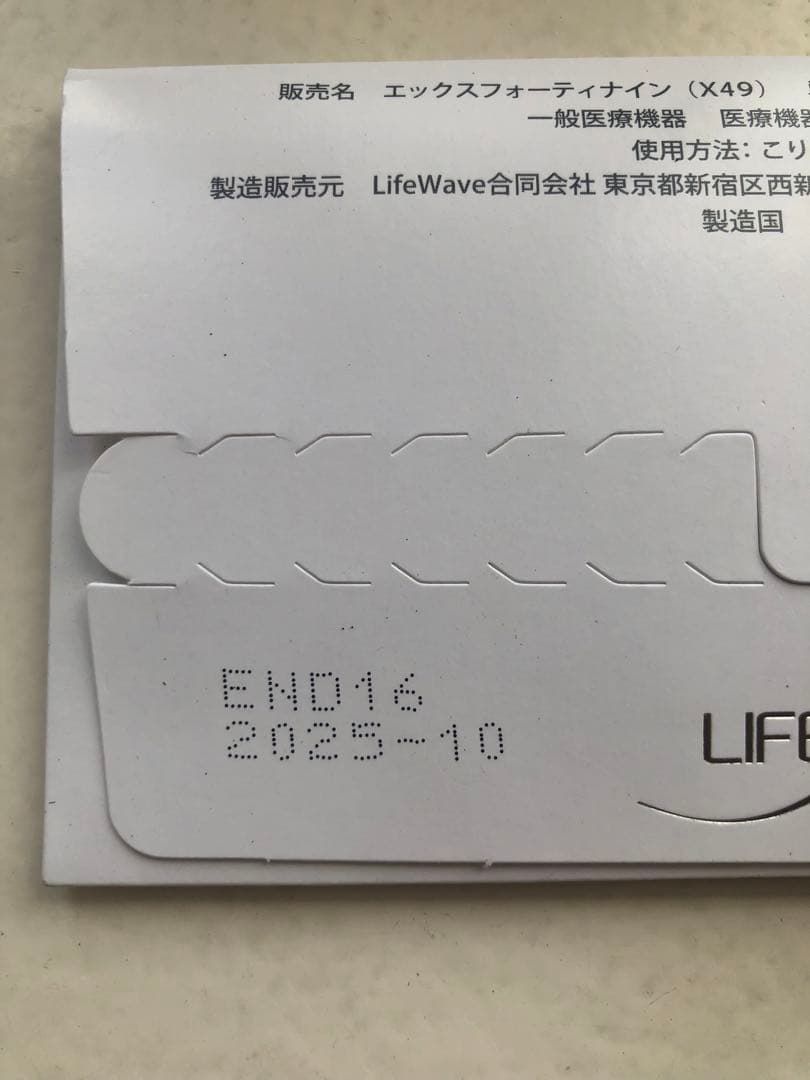 販売名 エックスフォーティナイン（X49）
一般医療機器 医療機器
使用方法：こり
製造販売元 LifeWave合同会社 東京都新宿区西新
製造国
END16
2025-10
LIFE